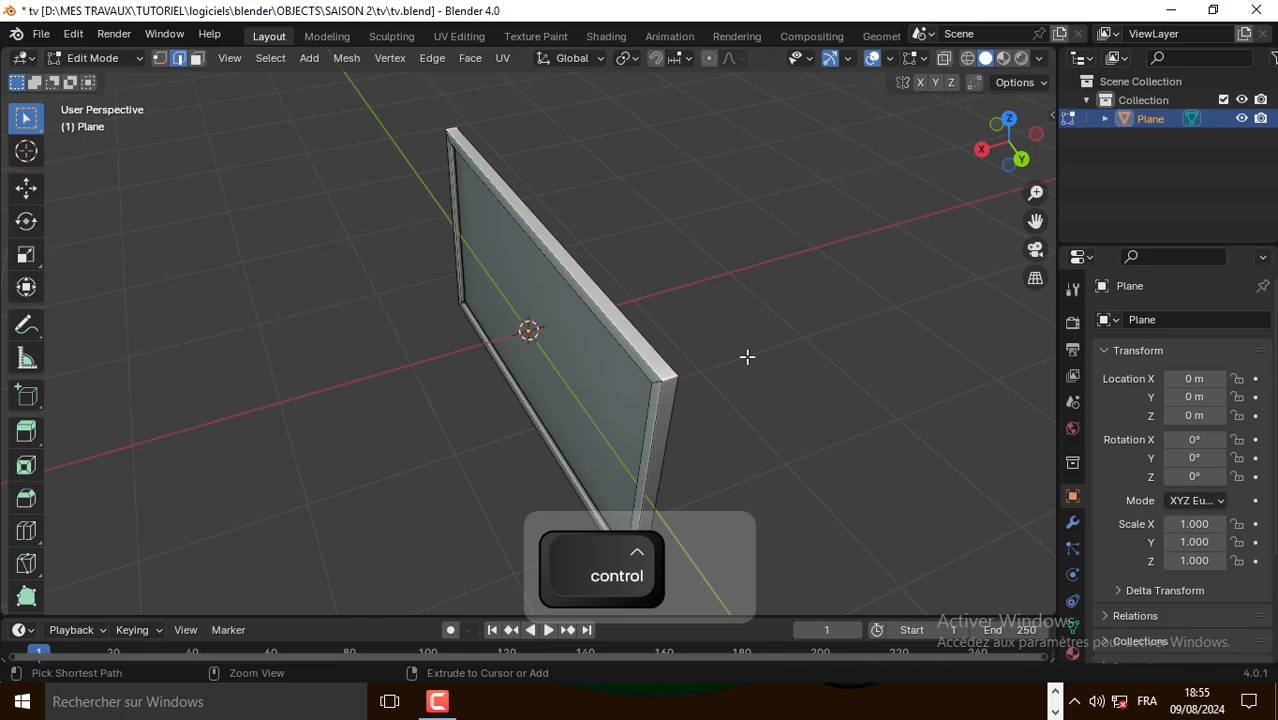 * tv [D:\MES TRAVAUX\TUTORIEL\logiciels\blender\OBJECTS\SAISON 2\tv\tv.blend] - Blender 4.0
File Edit Render Window Help Layout Modeling Sculpting UV Editing Texture Paint Shading Animation Rendering Compositing Geomet Scene ViewLayer
Edit Mode View Select Add Mesh Vertex Edge Face UV Global
X Y Z Options
User Perspective
(1) Plane
Z
X
Y
Scene Collection
Collection
Plane
Plane
Plane
Transform
Location X 0 m
Y 0 m
Z 0 m
Rotation X 0°
Y 0°
Z 0°
Mode XYZ Eu...
Scale X 1.000
Y 1.000
Z 1.000
Delta Transform
Relations
Collections
control
Activer Windows
Accédez aux paramètres pour activer Windows.
Playback Keying View Marker 1 Start 1 End 250
1 20 40 60 80 100 120 140 160 180 200 220 240
Pick Shortest Path Zoom View Extrude to Cursor or Add 4.0.1
Rechercher sur Windows
FRA
18:55
09/08/2024